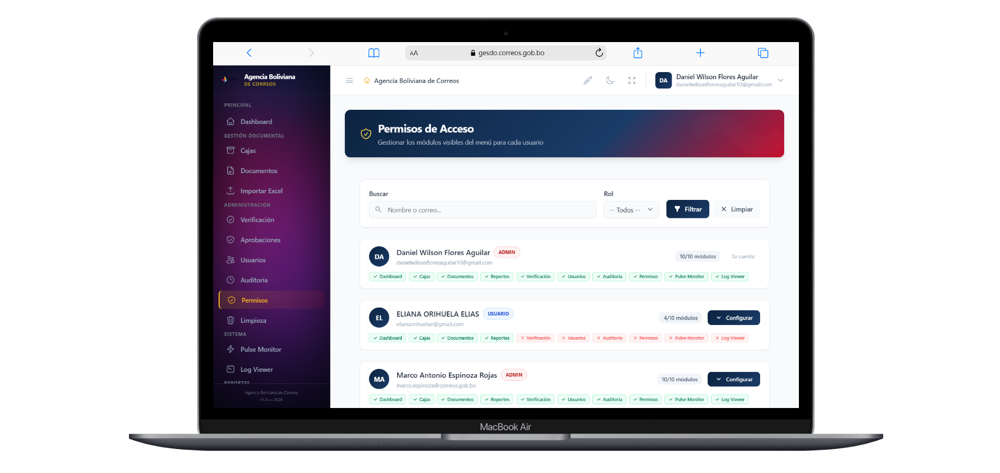 AA gesdo.correos.gob.bo
Agencia Boliviana
DE CORREOS
PRINCIPAL
Dashboard
GESTIÓN DOCUMENTAL
Cajas
Documentos
Importar Excel
ADMINISTRACIÓN
Verificación
Aprobaciones
Usuarios
Auditoría
Permisos
Limpieza
SISTEMA
Pulse Monitor
Log Viewer
REPORTES
Agencia Boliviana de Correos
v1.0 — 2026
Agencia Boliviana de Correos
DA
Daniel Wilson Flores Aguilar
danielwilsonfloresaguilar10@gmail.com
Permisos de Acceso
Gestionar los módulos visibles del menú para cada usuario
Buscar
Nombre o correo...
Rol
-- Todos --
Filtrar
Limpiar
DA
Daniel Wilson Flores Aguilar ADMIN
danielwilsonfloresaguilar10@gmail.com
10/10 módulos Tu cuenta
Dashboard Cajas Documentos Reportes Verificación Usuarios Auditoría Permisos Pulse Monitor Log Viewer
EL
ELIANA ORIHUELA ELIAS USUARIO
elianaorihuelae@gmail.com
4/10 módulos Configurar
Dashboard Cajas Documentos Reportes Verificación Usuarios Auditoría Permisos Pulse Monitor Log Viewer
MA
Marco Antonio Espinoza Rojas ADMIN
marco.espinoza@correos.gob.bo
10/10 módulos Configurar
Dashboard Cajas Documentos Reportes Verificación Usuarios Auditoría Permisos Pulse Monitor Log Viewer
MacBook Air